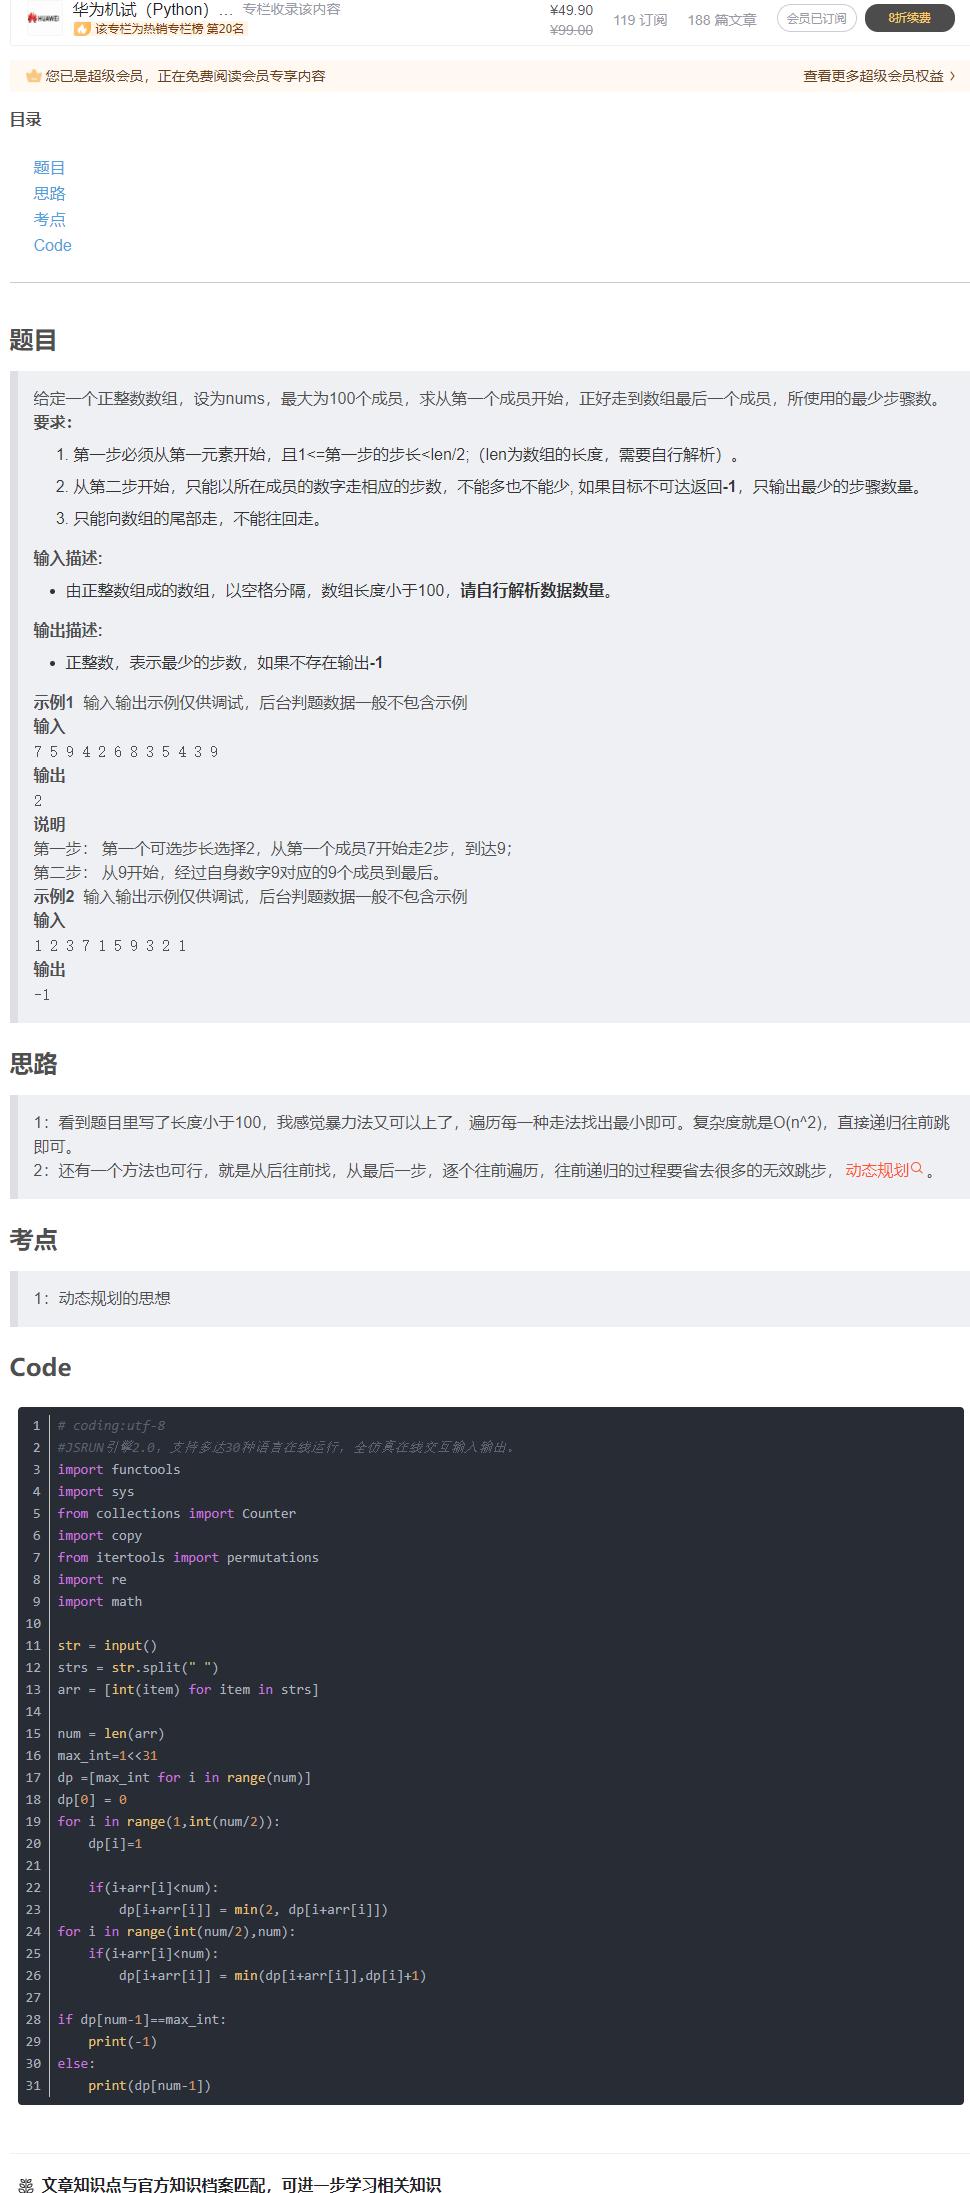 HUAWEI
华为机试（Python）...
专栏收录该内容
该专栏为热销专栏榜 第20名
¥49.90
¥99.00
119 订阅
188 篇文章
会员已订阅
8折续费
您已是超级会员，正在免费阅读会员专享内容
查看更多超级会员权益 >
目录
题目
思路
考点
Code
题目
给定一个正整数数组，设为nums，最大为100个成员，求从第一个成员开始，正好走到数组最后一个成员，所使用的最少步骤数。
要求：
1. 第一步必须从第一元素开始，且1<=第一步的步长<len/2;（len为数组的长度，需要自行解析）。
2. 从第二步开始，只能以所在成员的数字走相应的步数，不能多也不能少, 如果目标不可达返回-1，只输出最少的步骤数量。
3. 只能向数组的尾部走，不能往回走。
输入描述:
• 由正整数组成的数组，以空格分隔，数组长度小于100，请自行解析数据数量。
输出描述:
• 正整数，表示最少的步数，如果不存在输出-1
示例1 输入输出示例仅供调试，后台判题数据一般不包含示例
输入
7 5 9 4 2 6 8 3 5 4 3 9
输出
2
说明
第一步： 第一个可选步长选择2，从第一个成员7开始走2步，到达9；
第二步： 从9开始，经过自身数字9对应的9个成员到最后。
示例2 输入输出示例仅供调试，后台判题数据一般不包含示例
输入
1 2 3 7 1 5 9 3 2 1
输出
-1
思路
1：看到题目里写了长度小于100，我感觉暴力法又可以上了，遍历每一种走法找出最小即可。复杂度就是O(n^2)，直接递归往前跳
即可。
2：还有一个方法也可行，就是从后往前找，从最后一步，逐个往前遍历，往前递归的过程要省去很多的无效跳步， 动态规划。
考点
1：动态规划的思想
Code
1 # coding:utf-8
2 #JSRUN引擎2.0，支持多达30种语言在线运行，全仿真在线交互输入输出。
3 import functools
4 import sys
5 from collections import Counter
6 import copy
7 from itertools import permutations
8 import re
9 import math
10
11 str = input()
12 strs = str.split(" ")
13 arr = [int(item) for item in strs]
14
15 num = len(arr)
16 max_int=1<<31
17 dp =[max_int for i in range(num)]
18 dp[0] = 0
19 for i in range(1,int(num/2)):
20     dp[i]=1
21
22     if(i+arr[i]<num):
23         dp[i+arr[i]] = min(2, dp[i+arr[i]])
24 for i in range(int(num/2),num):
25     if(i+arr[i]<num):
26         dp[i+arr[i]] = min(dp[i+arr[i]],dp[i]+1)
27
28 if dp[num-1]==max_int:
29     print(-1)
30 else:
31     print(dp[num-1])
文章知识点与官方知识档案匹配，可进一步学习相关知识